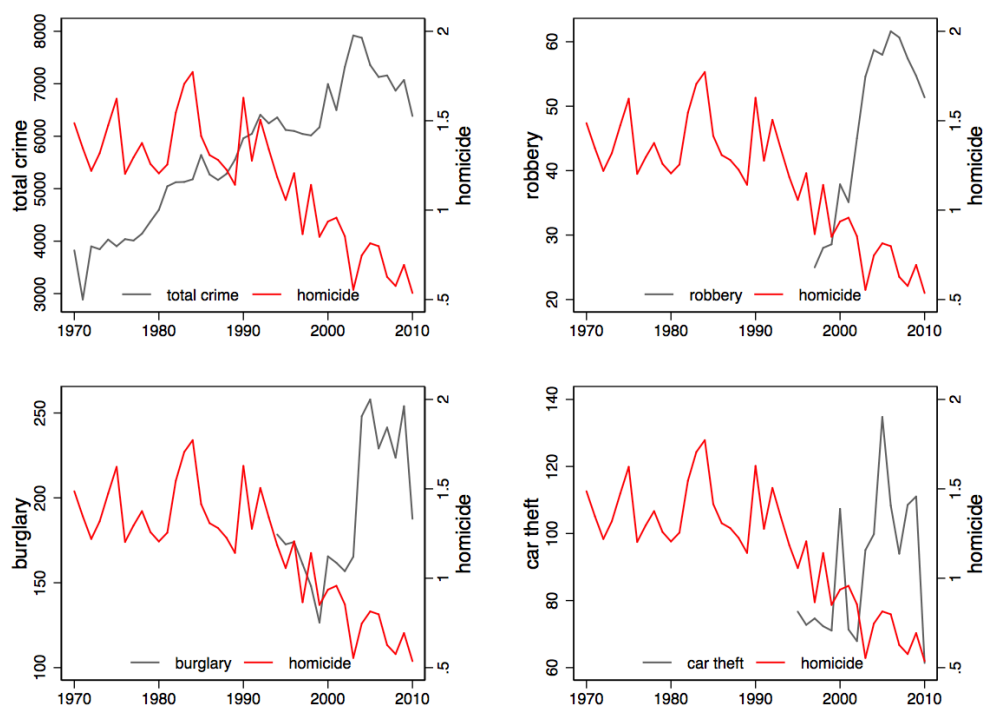 total crime
3000 4000 5000 6000 7000 8000
.5 1 1.5 2
homicide
total crime homicide
1970 1980 1990 2000 2010
robbery
20 30 40 50 60
.5 1 1.5 2
homicide
robbery homicide
1970 1980 1990 2000 2010
burglary
100 150 200 250
.5 1 1.5 2
homicide
burglary homicide
1970 1980 1990 2000 2010
car theft
60 80 100 120 140
.5 1 1.5 2
homicide
car theft homicide
1970 1980 1990 2000 2010